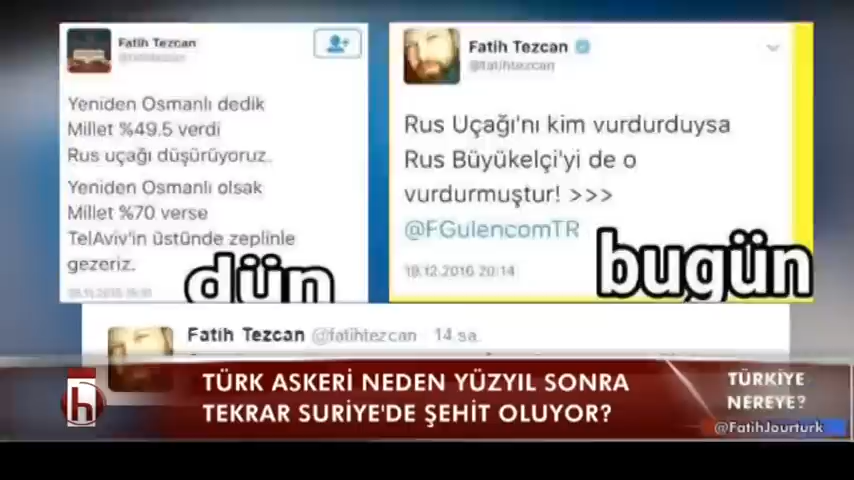 Fatih Tezcan
@fatihtezcan
Yeniden Osmanlı dedik
Millet %49.5 verdi
Rus uçağı düşürüyoruz.
Yeniden Osmanlı olsak
Millet %70 verse
TelAviv'in üstünde zeplinle
gezeriz.
dün
Fatih Tezcan
@fatihtezcan
Rus Uçağı'nı kim vurdurduysa
Rus Büyükelçi'yi de o
vurdurmuştur! >>>
@FGulencomTR
19.12.2016 20:14
bugün
Fatih Tezcan @fatihtezcan 14 sa.
h
TÜRK ASKERİ NEDEN YÜZYIL SONRA
TEKRAR SURİYE'DE ŞEHİT OLUYOR?
TÜRKİYE
NEREYE?
@FatihJourturk